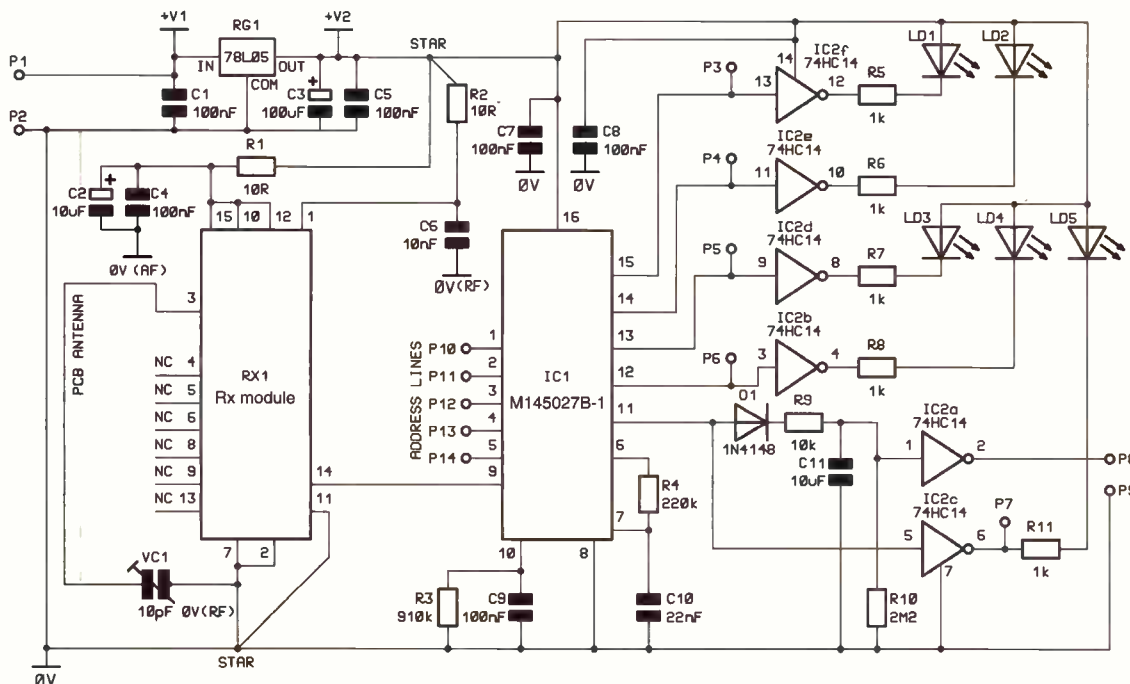 +V1
RG1
+V2
78L05
IN
OUT
COM
STAR
P1
P2
C1
100nF
C3
+
100uF
C5
100nF
R2
10R
R1
10R
C2
+
10uF
C4
100nF
0V(AF)
15 10 12 1
C6
10nF
0V(RF)
C7
100nF
0V
C8
100nF
0V
PCB ANTENNA
3
NC 4
NC 5
NC 6
NC 8
NC 9
NC 13
RX1
Rx module
14
11
7 2
VC1
10pF 0V(RF)
STAR
0V
16
IC1
M145027B-1
ADDRESS LINES
P10 1
P11 2
P12 3
P13 4
P14 5
9
15
14
13
12
11
6
7
10
8
R4
220k
R3
910k
C9
100nF
C10
22nF
P3
IC2f
74HC14
14
13 12
R5
1k
P4
IC2e
74HC14
11 10
R6
1k
P5
IC2d
74HC14
9 8
R7
1k
P6
IC2b
74HC14
3 4
R8
1k
LD1
LD2
LD3
LD4
LD5
D1
1N4148
R9
10k
C11
10uF
IC2a
74HC14
1 2
P8
P9
IC2c
74HC14
5 6
7
P7
R11
1k
R10
2M2